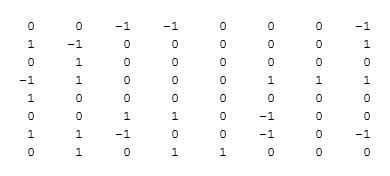 0 0 -1 -1 0 0 0 -1
1 -1 0 0 0 0 0 1
0 1 0 0 0 0 0 0
-1 1 0 0 0 1 1 1
1 0 0 0 0 0 0 0
0 0 1 1 0 -1 0 0
1 1 -1 0 0 -1 0 -1
0 1 0 1 1 0 0 0